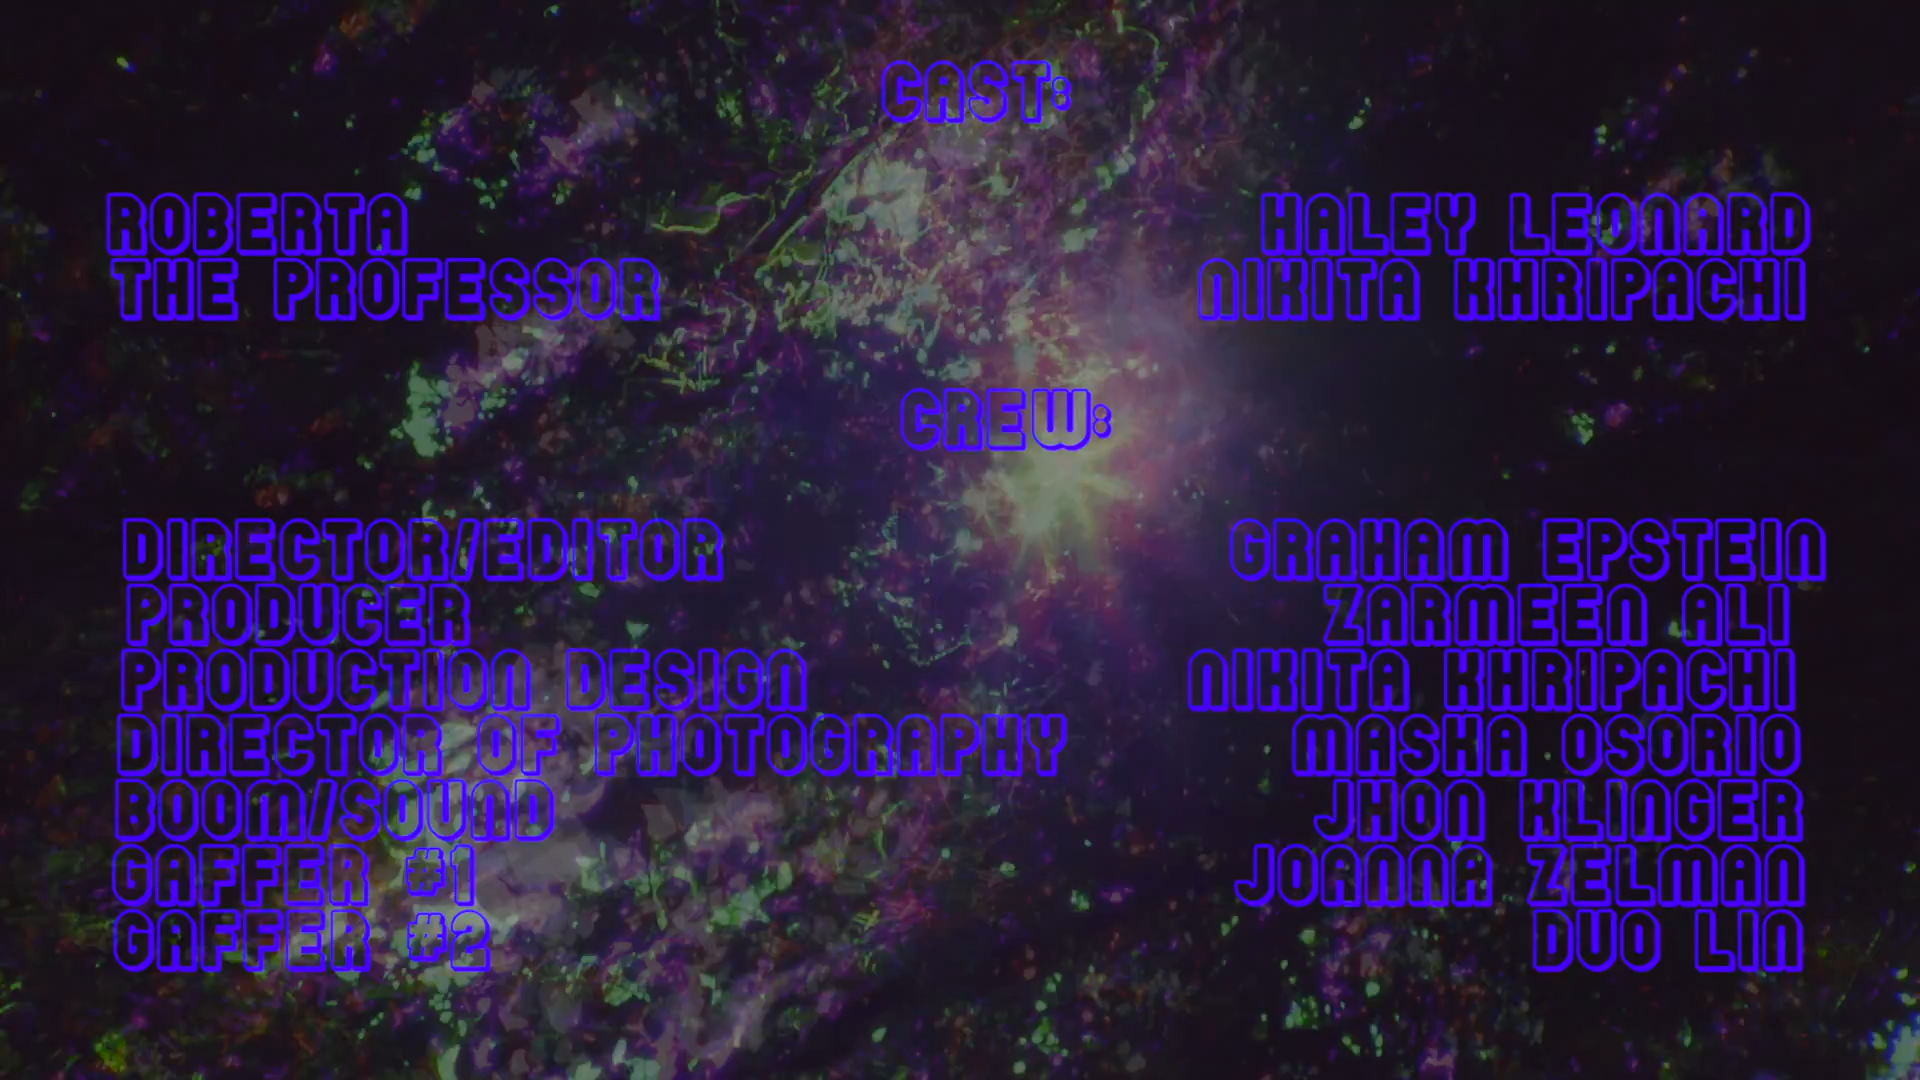 CAST:
ROBERTA HALEY LEONARD
THE PROFESSOR NIKITA KHRIPACHI
CREW:
DIRECTOR/EDITOR GRAHAM EPSTEIN
PRODUCER ZARMEEN ALI
PRODUCTION DESIGN NIKITA KHRIPACHI
DIRECTOR OF PHOTOGRAPHY MASHA OSORIO
BOOM/SOUND JHON KLINGER
GAFFER #1 JOANNA ZELMAN
GAFFER #2 DUO LIN